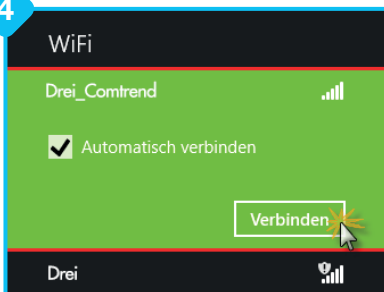 4
WiFi
Drei_Comtrend
Automatisch verbinden
Verbinden
Drei